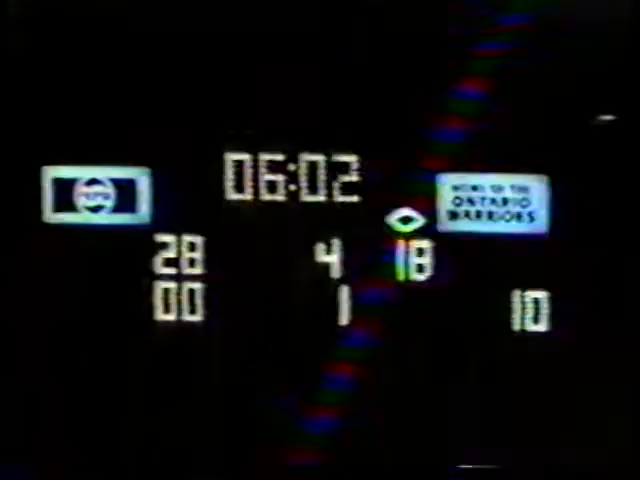 06:02
HOME OF THE
ONTARIO
WARRIORS
28 4 18
00 1 10